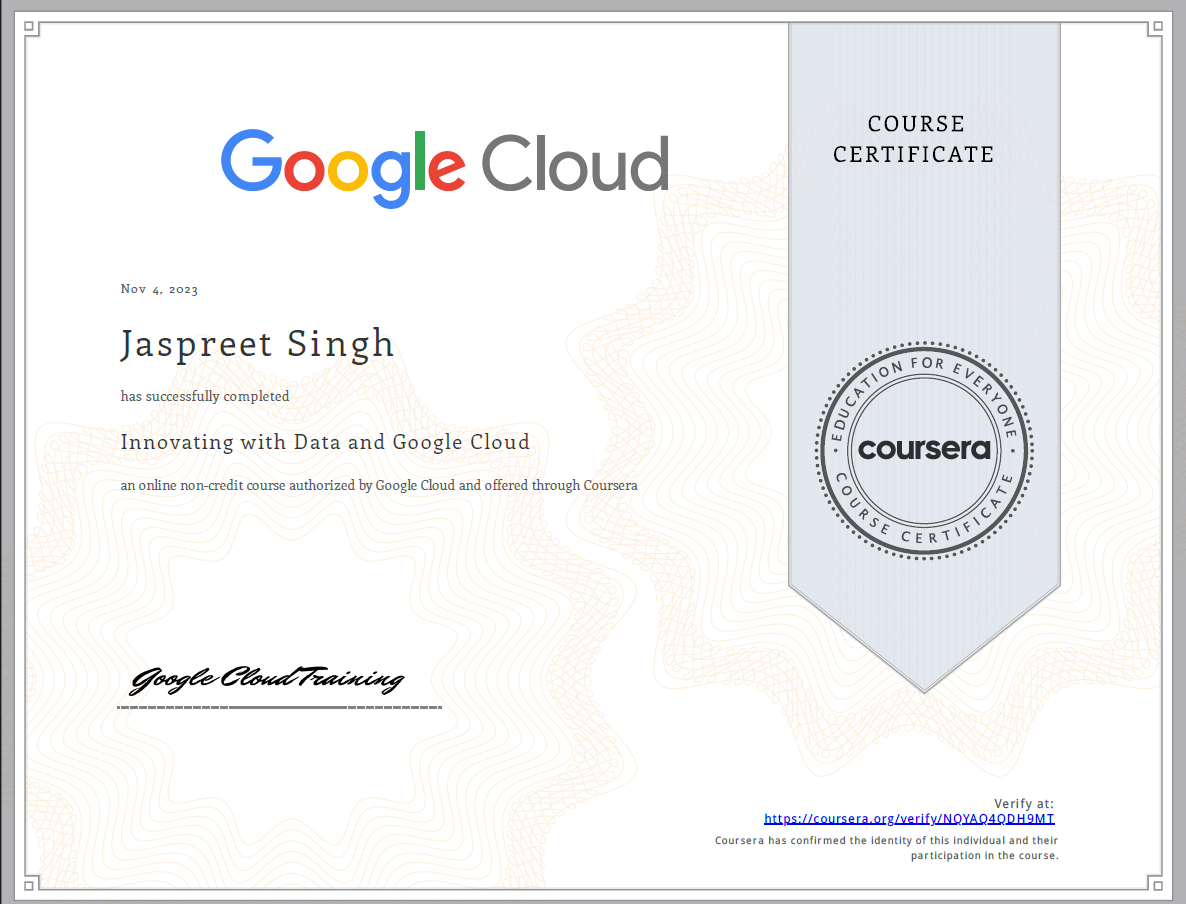 Google Cloud
COURSE
CERTIFICATE
Nov 4, 2023
Jaspreet Singh
has successfully completed
Innovating with Data and Google Cloud
an online non-credit course authorized by Google Cloud and offered through Coursera
EDUCATION FOR EVERYONE
coursera
COURSE CERTIFICATE
Google Cloud Training
Verify at:
https://coursera.org/verify/NQYAQ4QDH9MT
Coursera has confirmed the identity of this individual and their
participation in the course.